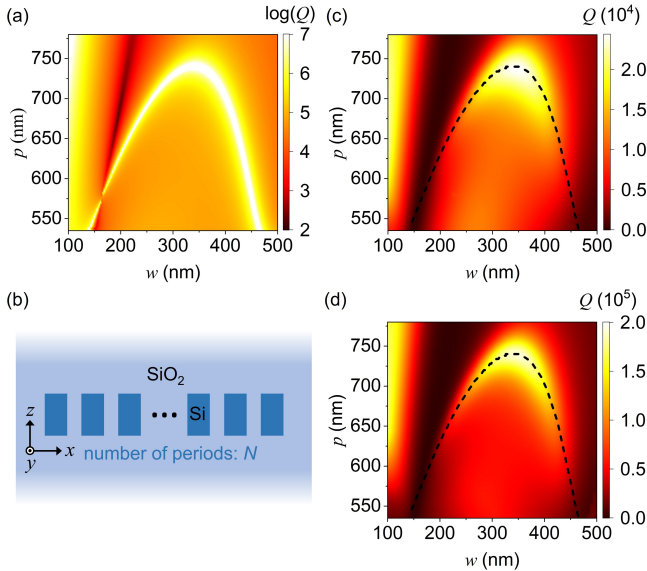 (a)
log(Q)
750
700
650
600
550
p (nm)
100 200 300 400 500
w (nm)
7
6
5
4
3
2
(c)
Q (10⁴)
750
700
650
600
550
p (nm)
100 200 300 400 500
w (nm)
2.0
1.5
1.0
0.5
0.0
(b)
SiO₂
Si
z
y
x
number of periods: N
(d)
Q (10⁵)
750
700
650
600
550
p (nm)
100 200 300 400 500
w (nm)
2.0
1.5
1.0
0.5
0.0